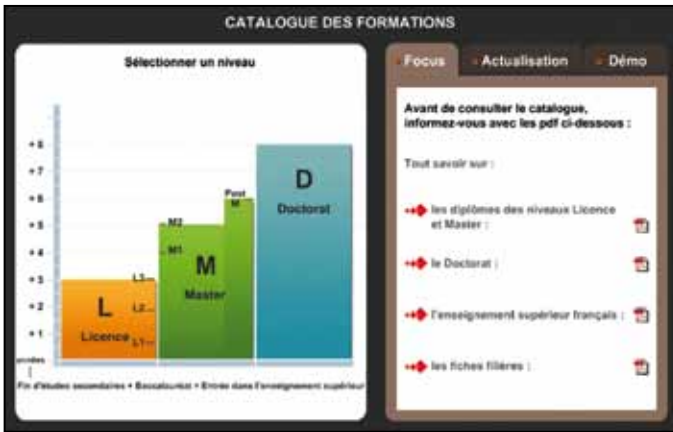 CATALOGUE DES FORMATIONS
Sélectionner un niveau
+ 8
+ 7
+ 6
+ 5
+ 4
+ 3
+ 2
+ 1
années
L
Licence
L3
L2
L1
M2
M1
M
Master
Post
M
D
Doctorat
Fin d'études secondaires • Baccalauréat • Entrée dans l'enseignement supérieur
Focus
Actualisation
Démo
Avant de consulter le catalogue,
informez-vous avec les pdf ci-dessous :
Tout savoir sur :
les diplômes des niveaux Licence
et Master :
le Doctorat :
l'enseignement supérieur français :
les fiches filières :